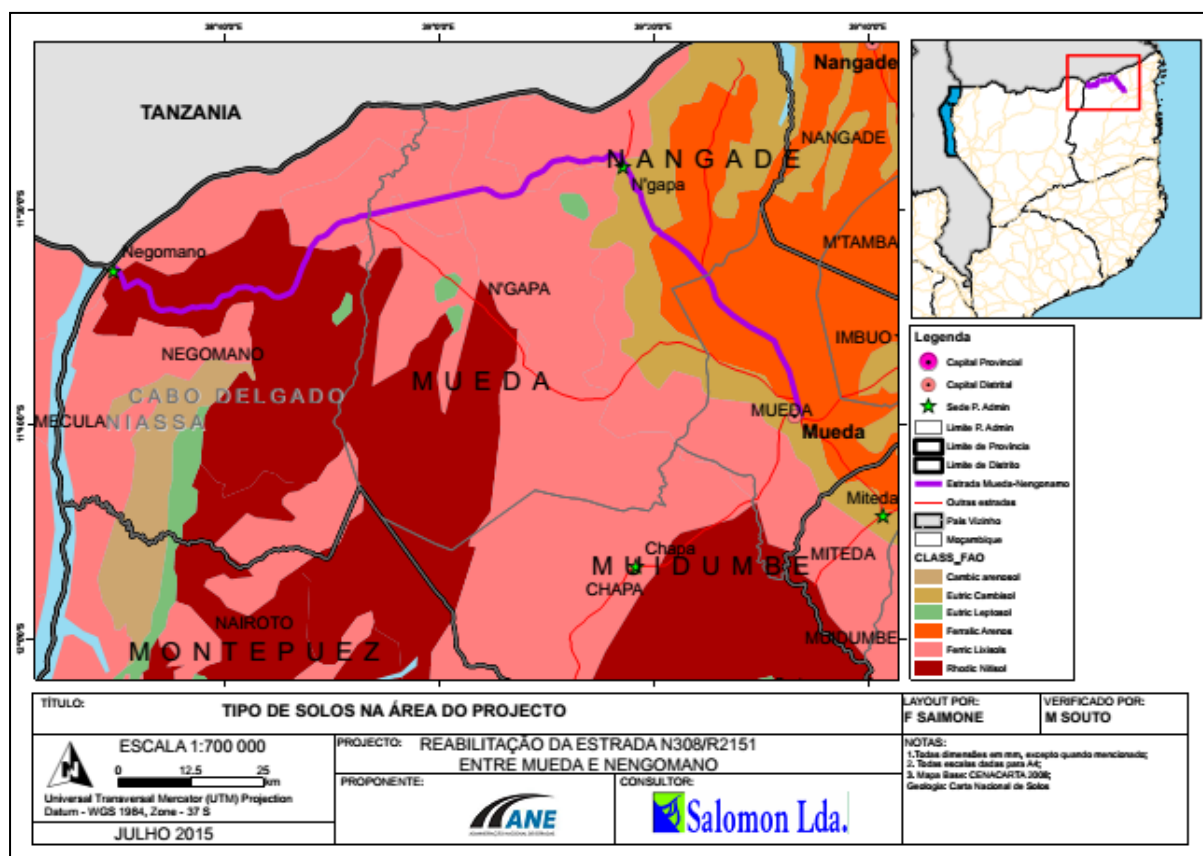 TANZANIA
Nangade
NANGADE
NANGADE
N'gapa
M'TAMBA
Negomano
N'GAPA
NEGOMANO
IMBUO
MUEDA
CABO DELGADO
MECULA
NIASSA
MUEDA
Mueda
Miteda
Chapa
MUIDUMBE
MITEDA
CHAPA
NAIROTO
MUIDUMBE
MONTEPUEZ
Legenda
Capital Provincial
Capital Distrital
Sede P. Admin
Limite P. Admin
Limite de Província
Limite de Distrito
Estrada Mueda-Nengonamo
Outras estradas
País Vizinho
Moçambique
CLASS_FAO
Cambic arenosol
Eutric Cambisol
Eutric Leptosol
Ferralic Arenos
Ferric Lixisols
Rhodic Nitisol
TÍTULO:
TIPO DE SOLOS NA ÁREA DO PROJECTO
LAYOUT POR:
F SAIMONE
VERIFICADO POR:
M SOUTO
N
ESCALA 1:700 000
0 12.5 25
km
Universal Transversal Mercator (UTM) Projection
Datum - WGS 1984, Zone - 37 S
JULHO 2015
PROJECTO: REABILITAÇÃO DA ESTRADA N308/R2151
ENTRE MUEDA E NENGOMANO
PROPONENTE:
ANE
ADMINISTRAÇÃO NACIONAL DE ESTRADAS
CONSULTOR:
Salomon Lda.
NOTAS:
1.Todas dimensões em mm, excepto quando mencionado;
2. Todas escalas dadas para A4;
3. Mapa Base: CENACARTA 2008;
Geologia: Carta Nacional de Solos